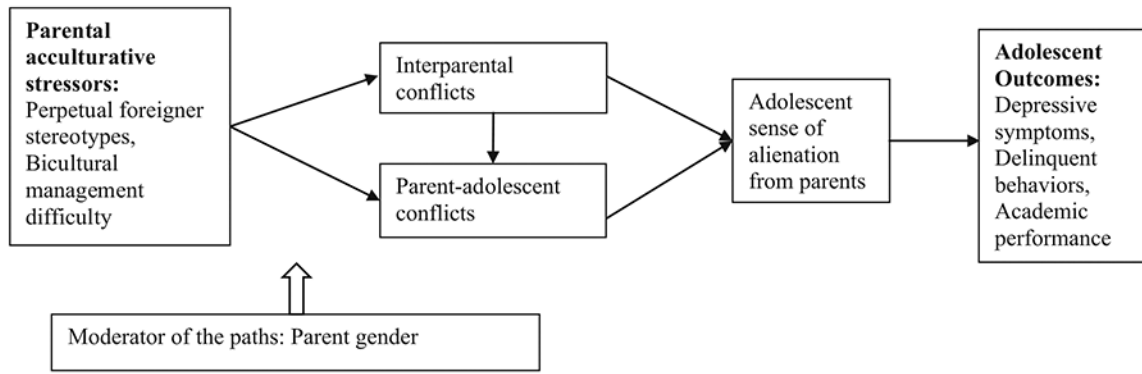 Parental
acculturative
stressors:
Perpetual foreigner
stereotypes,
Bicultural
management
difficulty
Interparental
conflicts
Parent-adolescent
conflicts
Adolescent
sense of
alienation
from parents
Adolescent
Outcomes:
Depressive
symptoms,
Delinquent
behaviors,
Academic
performance
Moderator of the paths: Parent gender